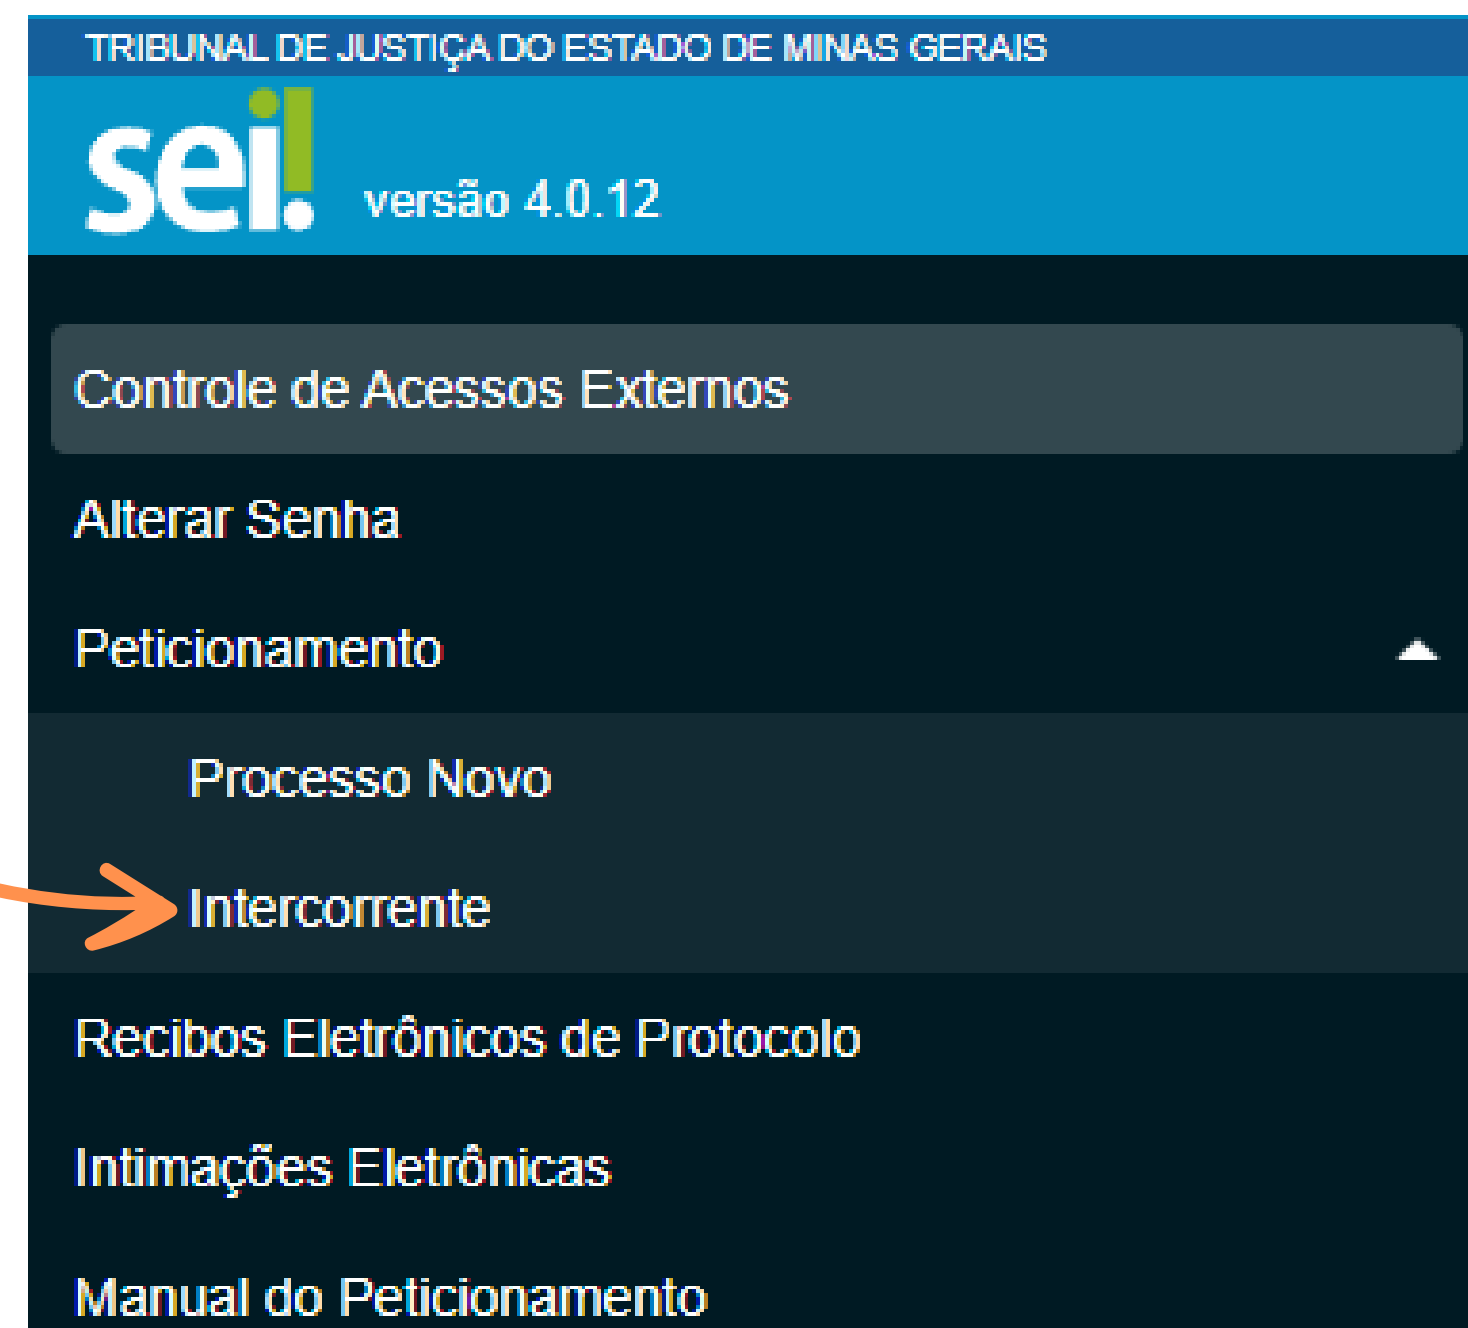 TRIBUNAL DE JUSTIÇA DO ESTADO DE MINAS GERAIS
sei! versão 4.0.12
Controle de Acessos Externos
Alterar Senha
Peticionamento
Processo Novo
Intercorrente
Recibos Eletrônicos de Protocolo
Intimações Eletrônicas
Manual do Peticionamento